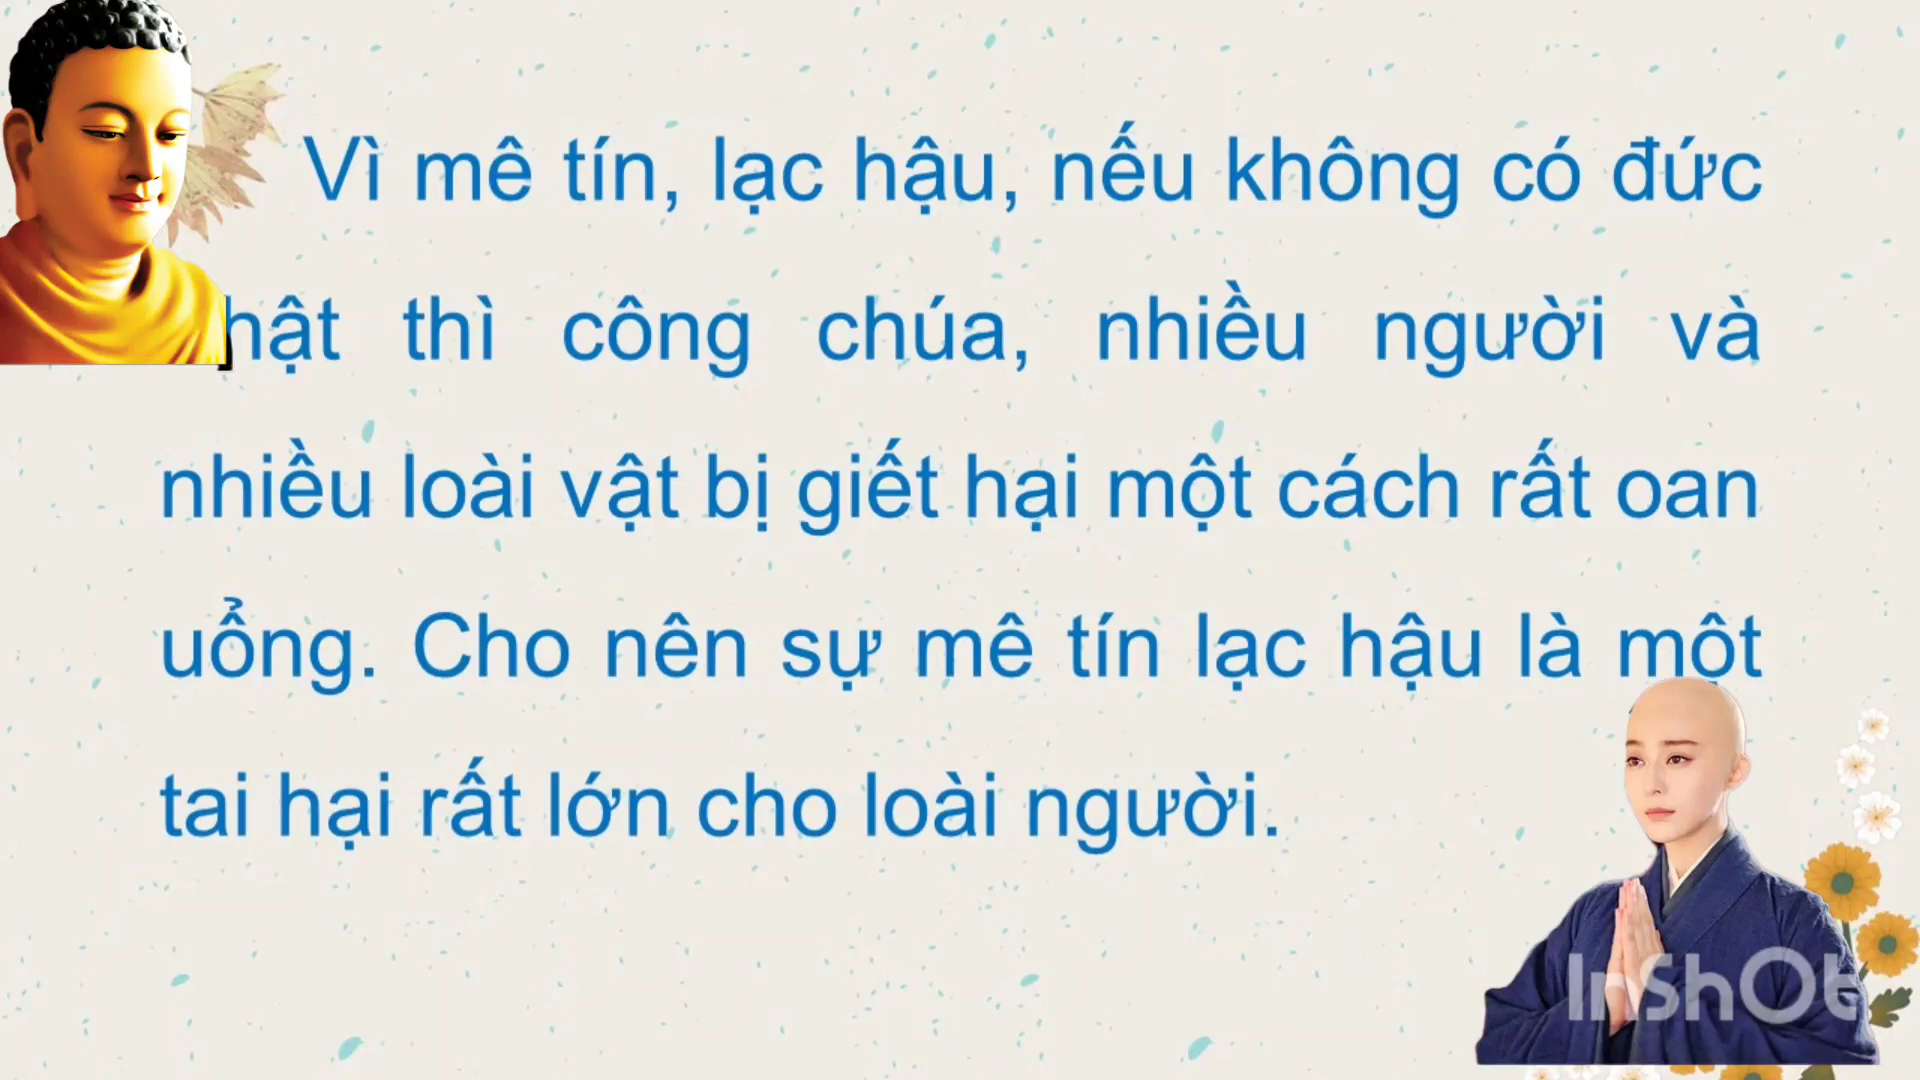 Vì mê tín, lạc hậu, nếu không có đức
hật thì công chúa, nhiều người và
nhiều loài vật bị giết hại một cách rất oan
uổng. Cho nên sự mê tín lạc hậu là một
tai hại rất lớn cho loài người.
InShOt